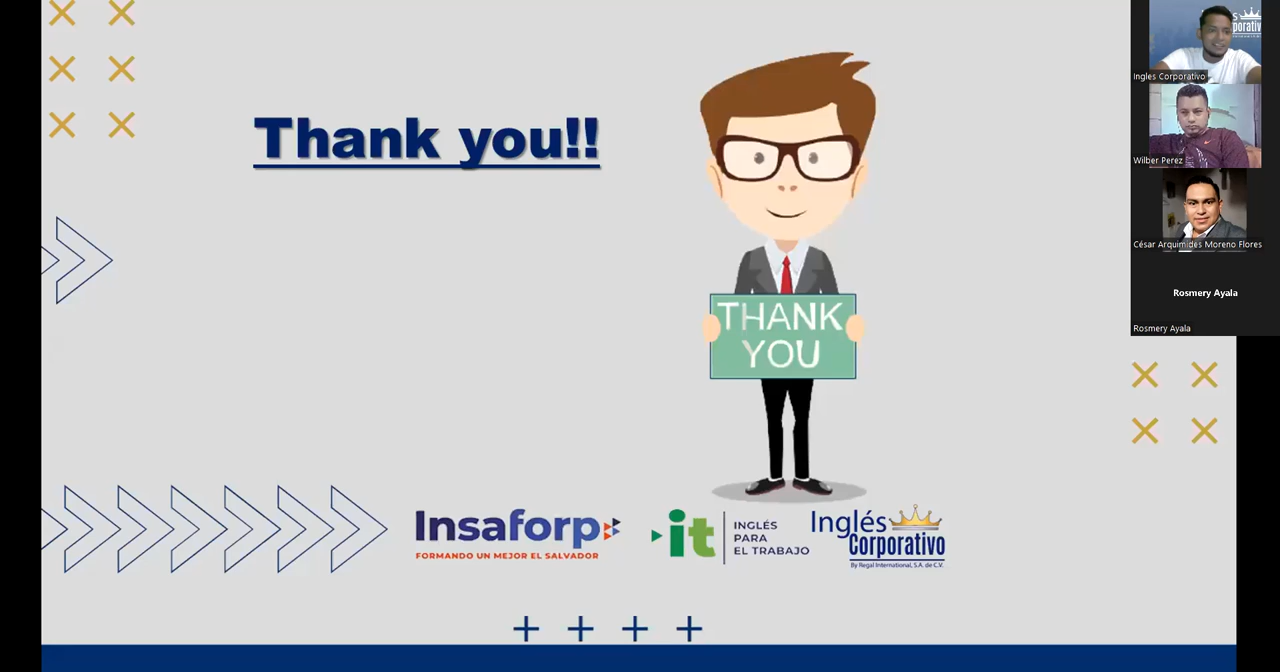 Thank you!!
THANK
YOU
Insaforp
FORMANDO UN MEJOR EL SALVADOR
it
INGLÉS
PARA
EL TRABAJO
Inglés
Corporativo
By Regal International, S.A. de C.V.
Ingles Corporativo
Wilber Perez
César Arquimides Moreno Flores
Rosmery Ayala
Rosmery Ayala